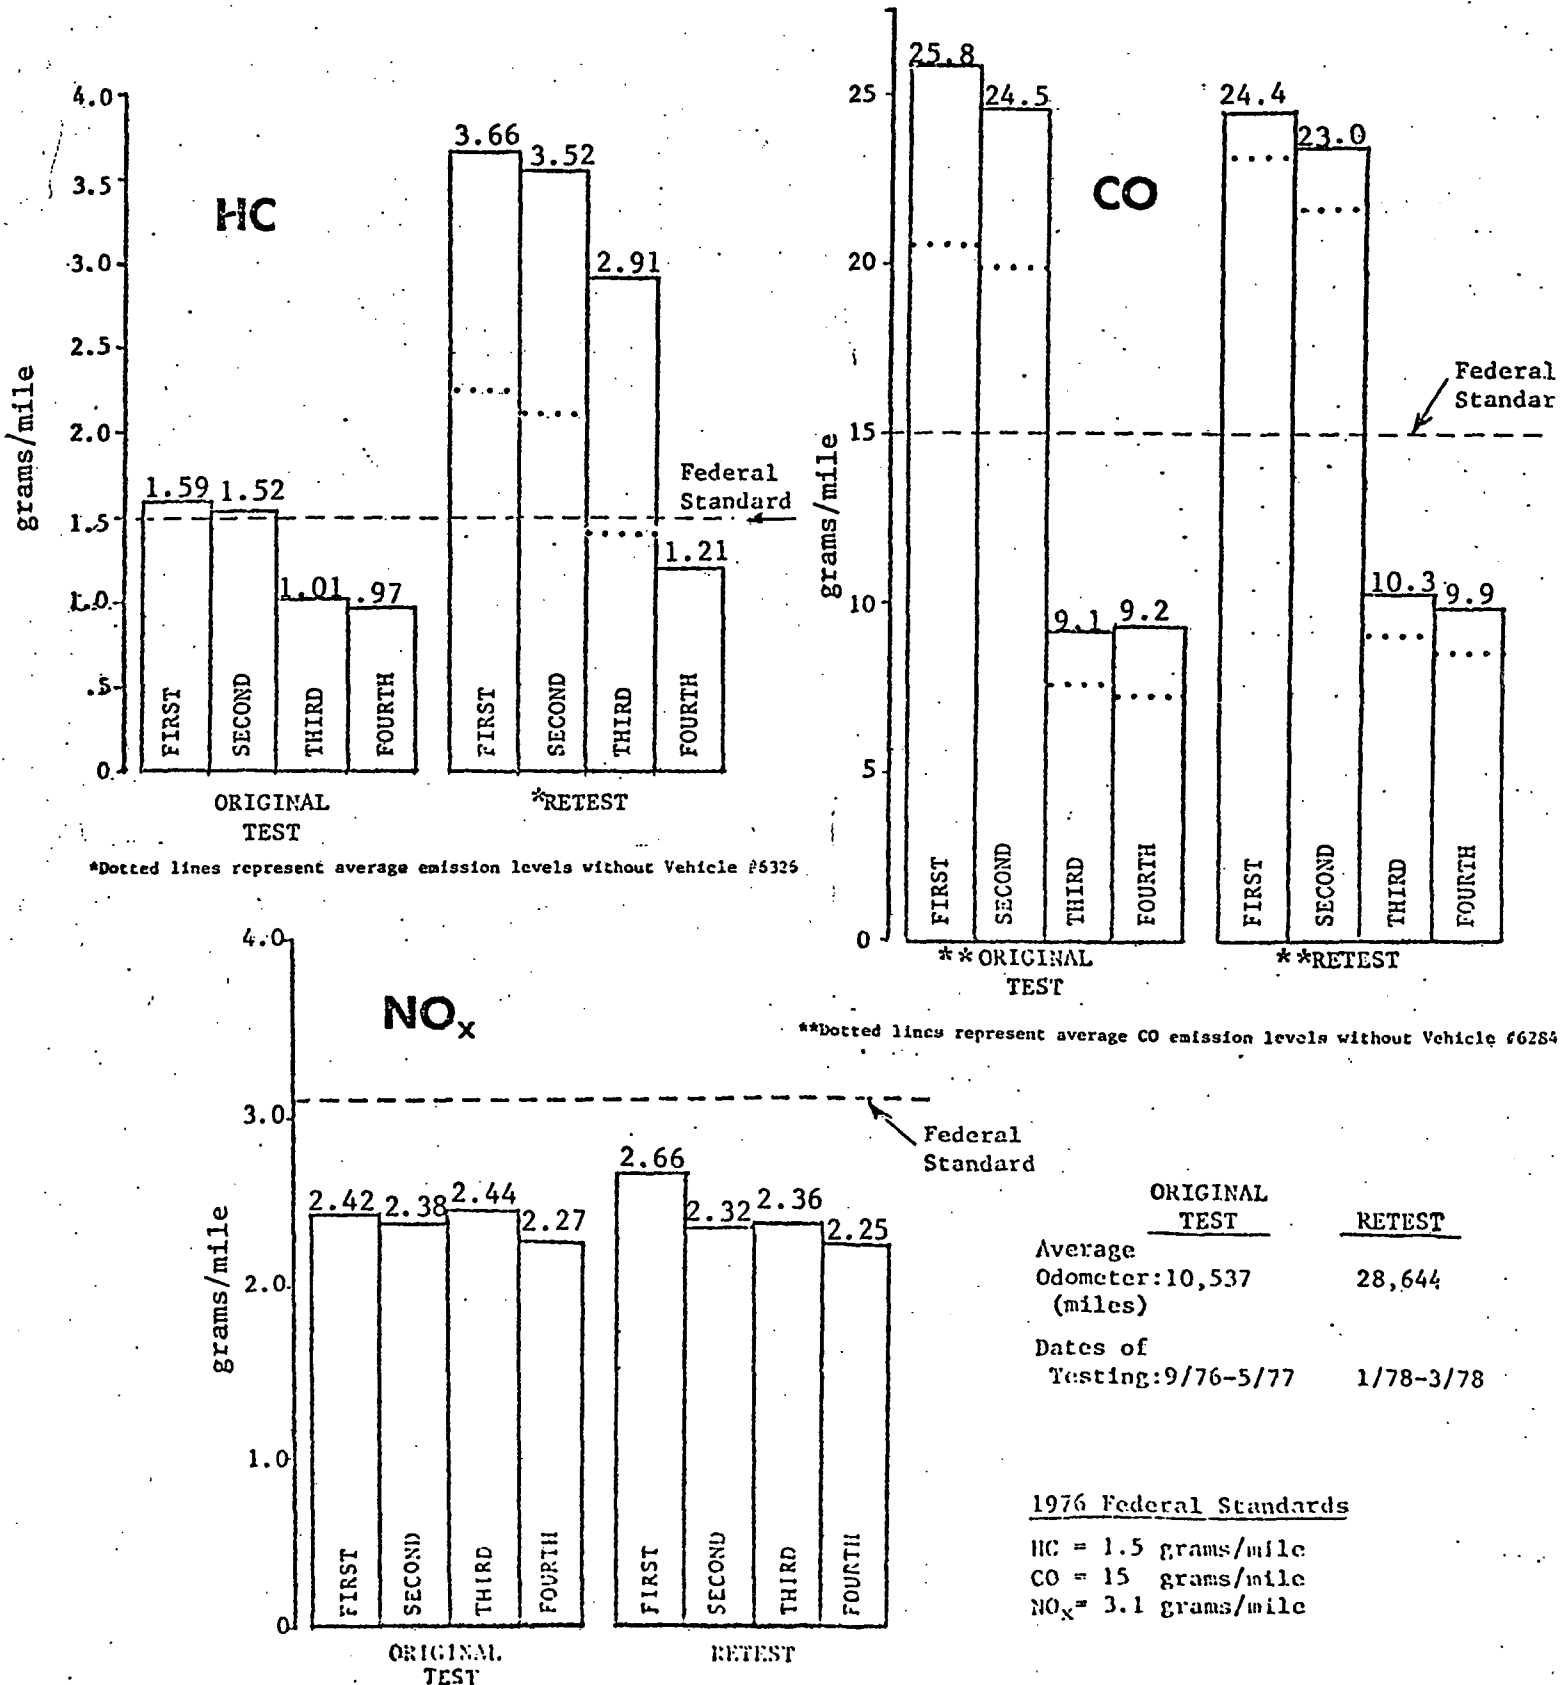 HC
grams/mile
4.0
3.5
3.0
2.5
2.0
1.5
1.0
.5
0
1.59
1.52
1.01
.97
3.66
3.52
2.91
1.21
Federal
Standard
FIRST
SECOND
THIRD
FOURTH
FIRST
SECOND
THIRD
FOURTH
ORIGINAL
TEST
*RETEST
*Dotted lines represent average emission levels without Vehicle
CO
grams/mile
25
20
15
10
5
0
25.8
24.5
9.1
9.2
24.4
23.0
10.3
9.9
Federal
Standar
FIRST
SECOND
THIRD
FOURTH
FIRST
SECOND
THIRD
FOURTH
**ORIGINAL
TEST
**RETEST
**Dotted lines represent average CO emission levels without Vehicle
NOx
grams/mile
4.0
3.0
2.0
1.0
0
2.42
2.38
2.44
2.27
2.66
2.32
2.36
2.25
Federal
Standard
FIRST
SECOND
THIRD
FOURTH
FIRST
SECOND
THIRD
FOURTH
ORIGINAL
TEST
RETEST
ORIGINAL
TEST RETEST
Average
Odometer:10,537 28,644
(miles)
Dates of
Testing:9/76-5/77 1/78-3/78
1976 Federal Standards
HC = 1.5 grams/mile
CO = 15 grams/mile
NOx= 3.1 grams/mile